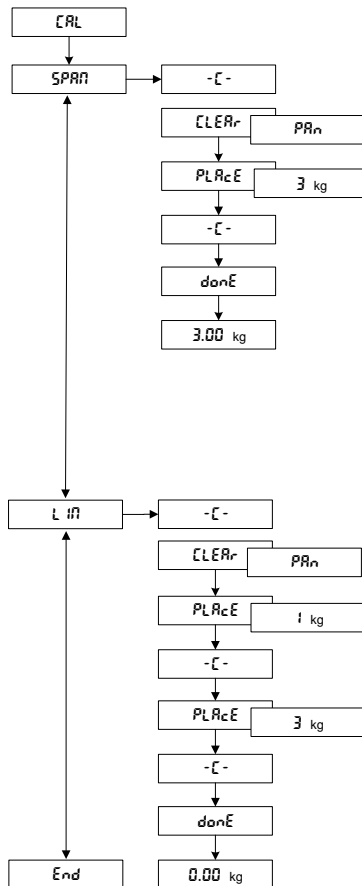 CAL
SPAN
-C-
CLEAr
PAn
PLAcE
3 kg
-C-
donE
3.00 kg
LIN
-C-
CLEAr
PAn
PLAcE
1 kg
-C-
PLAcE
3 kg
-C-
donE
End
0.00 kg